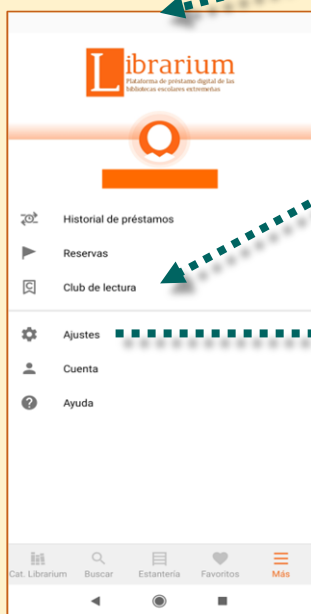 Librarium
Plataforma de préstamo digital de las
bibliotecas escolares extremeñas
Historial de préstamos
Reservas
Club de lectura
Ajustes
Cuenta
Ayuda
Cat. Librarium Buscar Estantería Favoritos Más